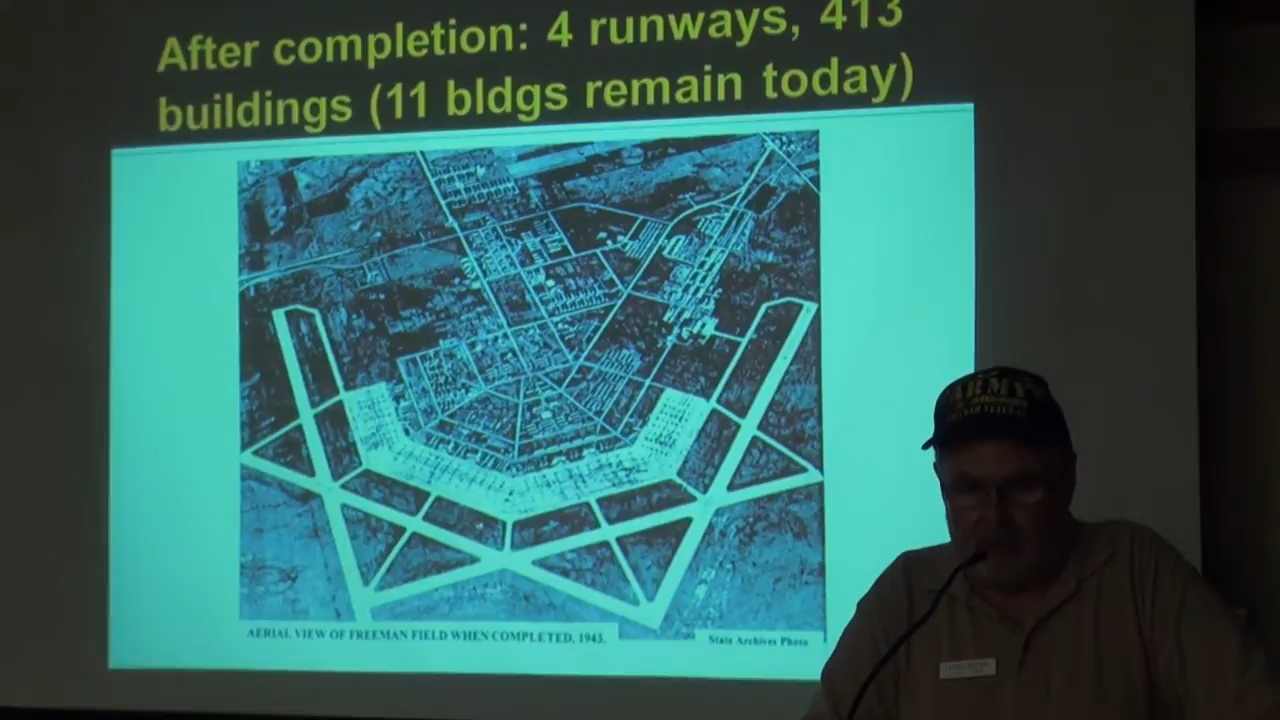 After completion: 4 runways, 413
buildings (11 bldgs remain today)
AERIAL VIEW OF FREEMAN FIELD WHEN COMPLETED, 1943.
State Archives Photo
ARMY
VETERAN